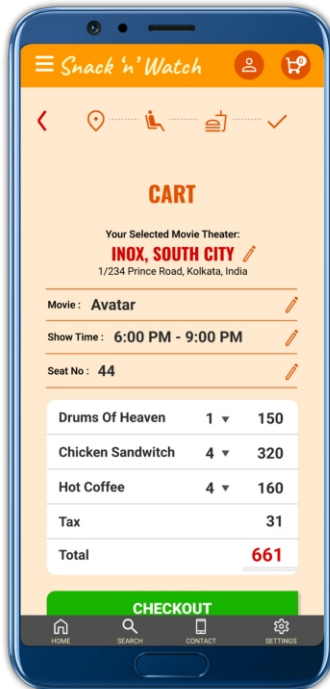 Snack 'n' Watch
0
CART
Your Selected Movie Theater:
INOX, SOUTH CITY
1/234 Prince Road, Kolkata, India
Movie : Avatar
Show Time : 6:00 PM - 9:00 PM
Seat No : 44
Drums Of Heaven 1 150
Chicken Sandwitch 4 320
Hot Coffee 4 160
Tax 31
Total 661
CHECKOUT
HOME SEARCH CONTACT SETTINGS